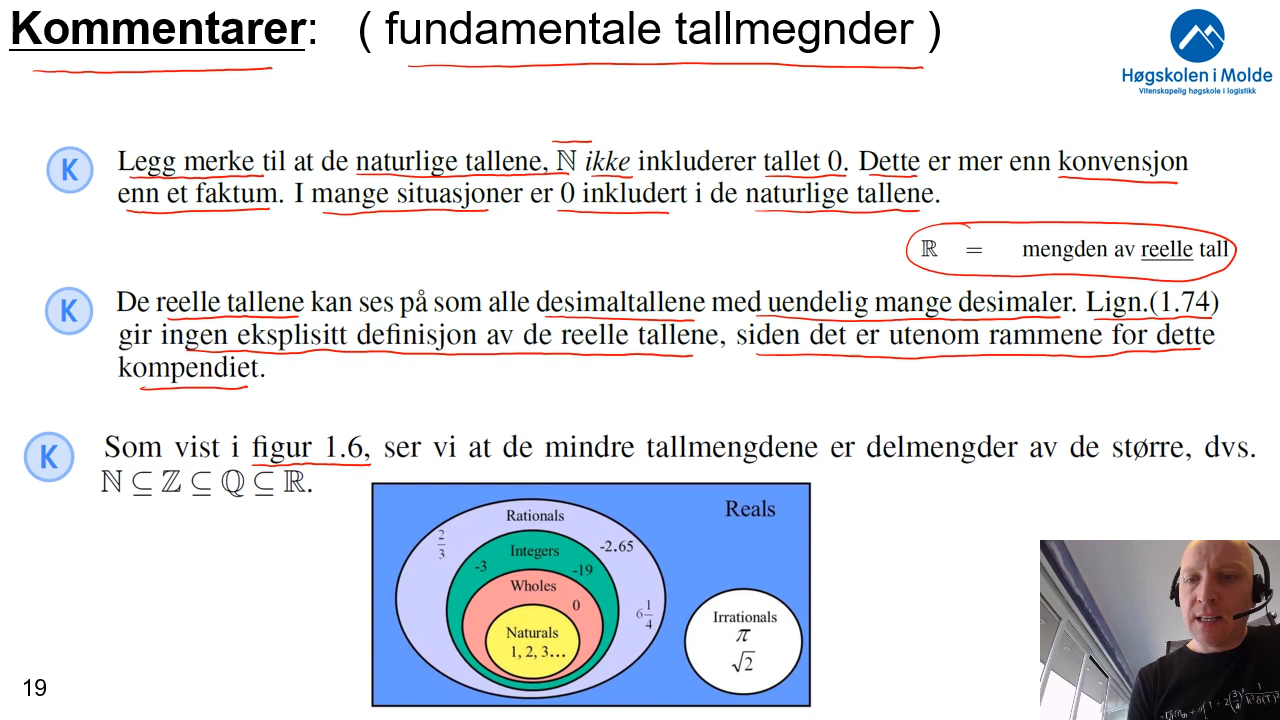 Kommentarer: ( fundamentale tallmegnder )
Høgskolen i Molde
Vitenskapelig høgskole i logistikk
K
Legg merke til at de naturlige tallene, ℕ ikke inkluderer tallet 0. Dette er mer enn konvensjon
enn et faktum. I mange situasjoner er 0 inkludert i de naturlige tallene.
ℝ = mengden av reelle tall
K
De reelle tallene kan ses på som alle desimaltallene med uendelig mange desimaler. Lign.(1.74)
gir ingen eksplisitt definisjon av de reelle tallene, siden det er utenom rammene for dette
kompendiet.
K
Som vist i figur 1.6, ser vi at de mindre tallmengdene er delmengder av de større, dvs.
ℕ ⊆ ℤ ⊆ ℚ ⊆ ℝ.
Reals
Rationals
2/3
-2.65
Integers
-3
-19
Wholes
0
6 1/4
Naturals
1, 2, 3...
Irrationals
π
√2
19